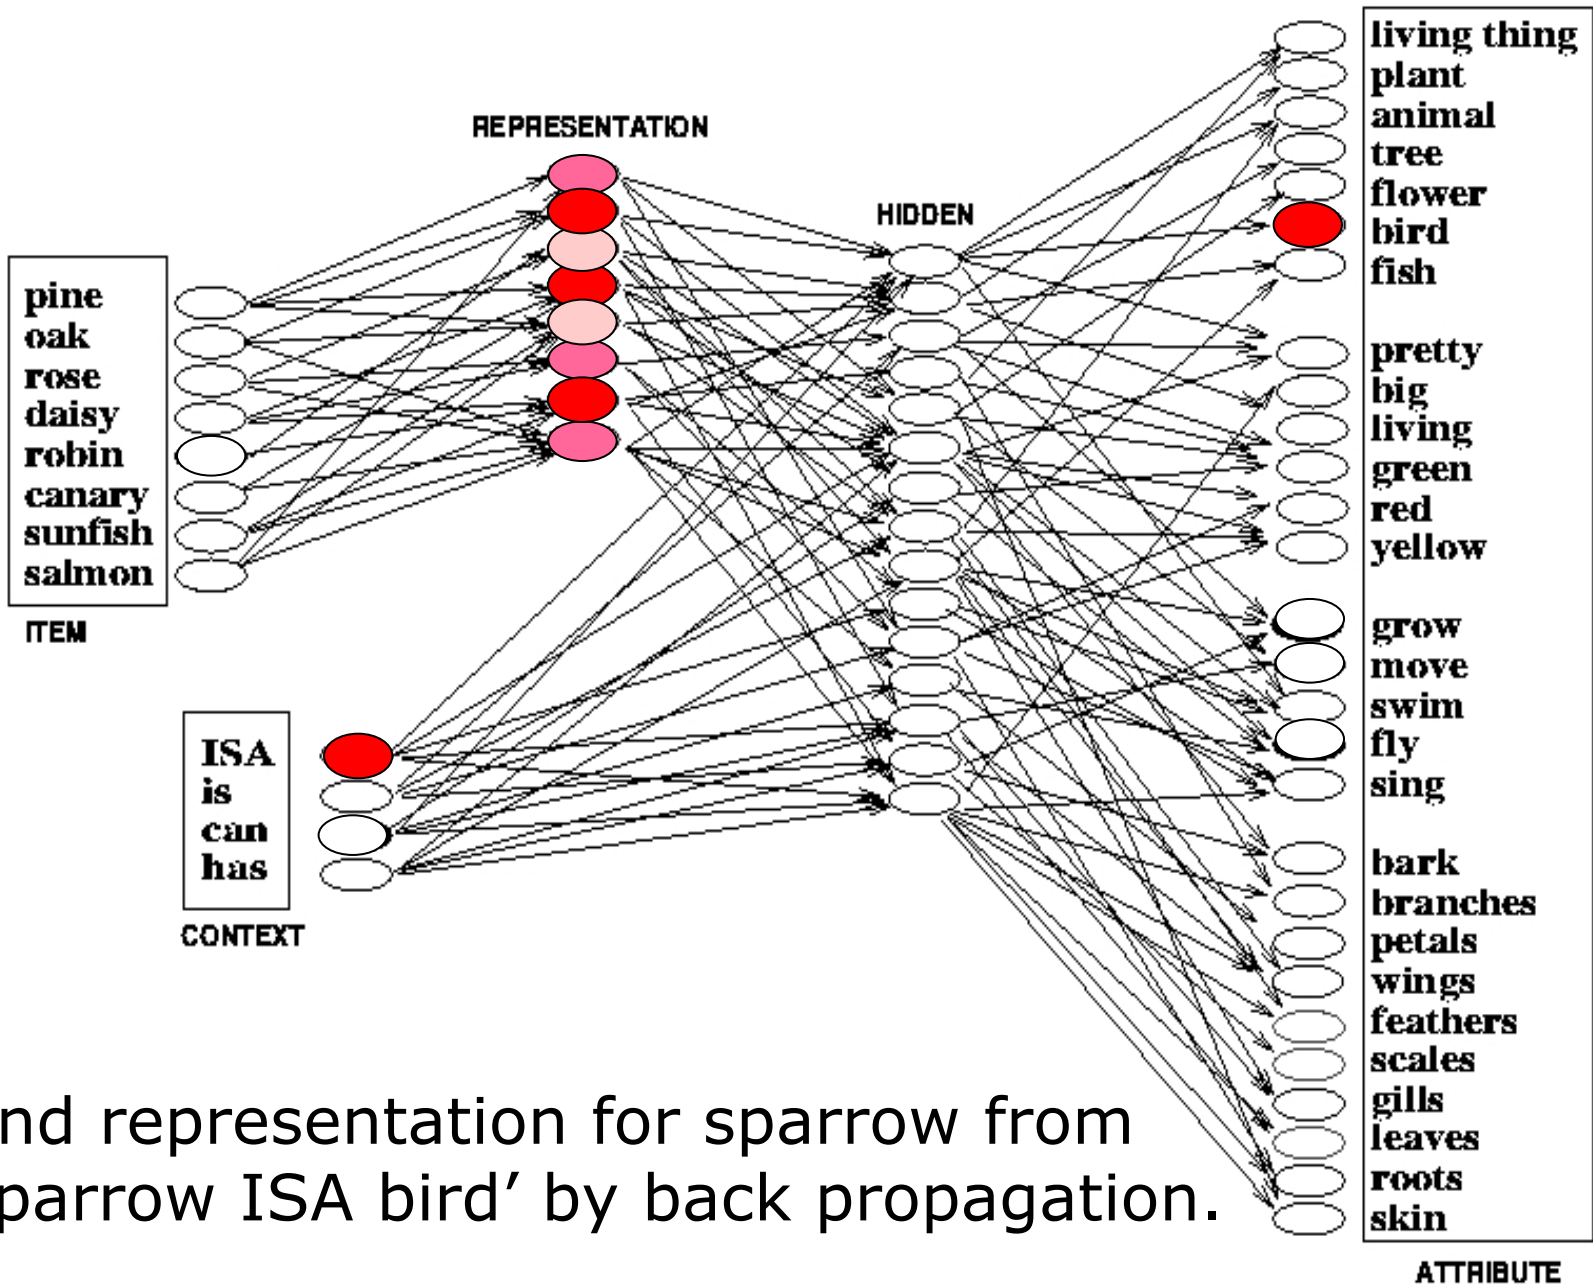 REPRESENTATION
HIDDEN
pine
oak
rose
daisy
robin
canary
sunfish
salmon
ITEM
ISA
is
can
has
CONTEXT
living thing
plant
animal
tree
flower
bird
fish
pretty
big
living
green
red
yellow
grow
move
swim
fly
sing
bark
branches
petals
wings
feathers
scales
gills
leaves
roots
skin
ATTRIBUTE
nd representation for sparrow from
parrow ISA bird’ by back propagation.